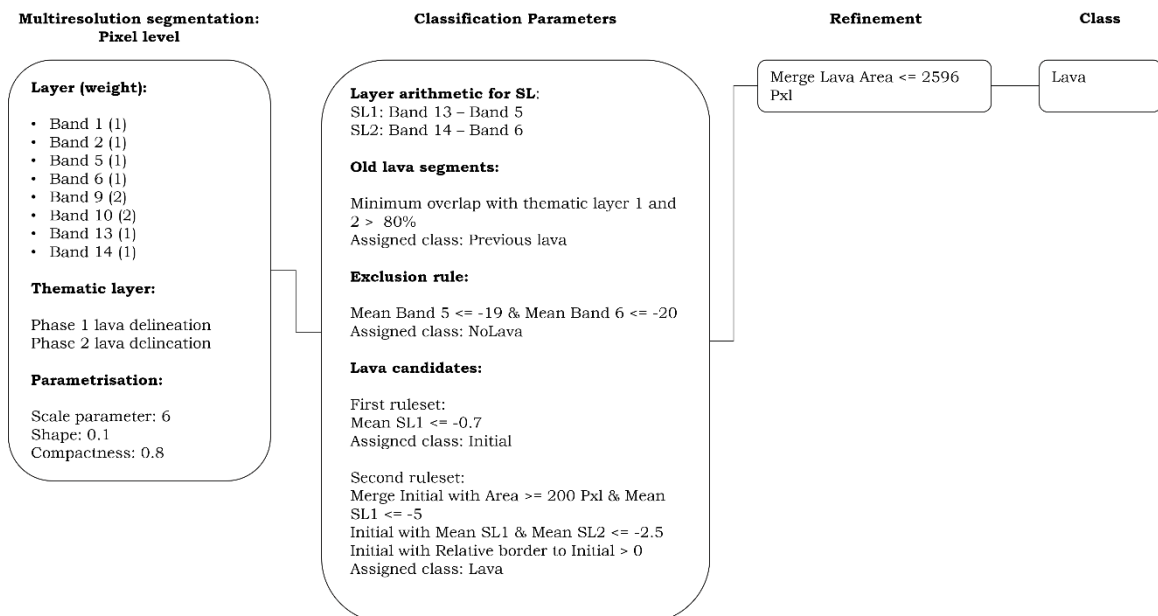 Multiresolution segmentation:
Pixel level
Layer (weight):
• Band 1 (1)
• Band 2 (1)
• Band 5 (1)
• Band 6 (1)
• Band 9 (2)
• Band 10 (2)
• Band 13 (1)
• Band 14 (1)
Thematic layer:
Phase 1 lava delineation
Phase 2 lava delineation
Parametrisation:
Scale parameter: 6
Shape: 0.1
Compactness: 0.8
Classification Parameters
Layer arithmetic for SL:
SL1: Band 13 – Band 5
SL2: Band 14 – Band 6
Old lava segments:
Minimum overlap with thematic layer 1 and
2 > 80%
Assigned class: Previous lava
Exclusion rule:
Mean Band 5 <= -19 & Mean Band 6 <= -20
Assigned class: NoLava
Lava candidates:
First ruleset:
Mean SL1 <= -0.7
Assigned class: Initial
Second ruleset:
Merge Initial with Area >= 200 Pxl & Mean
SL1 <= -5
Initial with Mean SL1 & Mean SL2 <= -2.5
Initial with Relative border to Initial > 0
Assigned class: Lava
Refinement
Merge Lava Area <= 2596
Pxl
Class
Lava